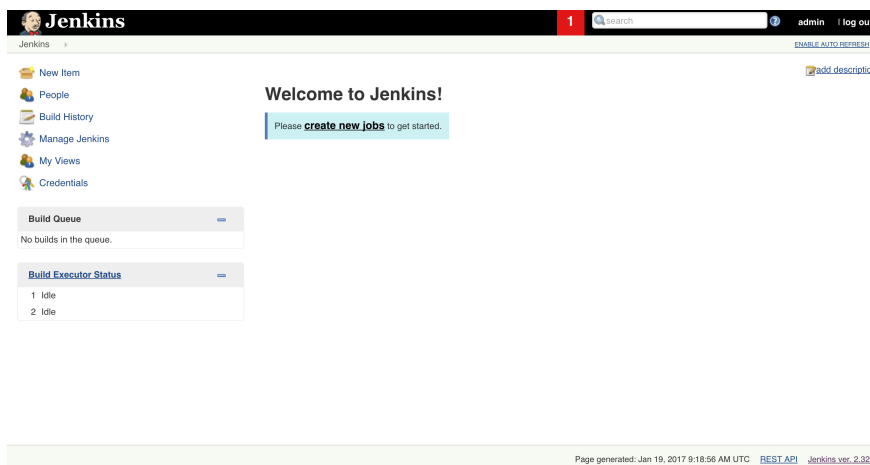 Jenkins
1
search
admin
| log ou
Jenkins
ENABLE AUTO REFRESH
New Item
People
Build History
Manage Jenkins
My Views
Credentials
add descriptio
Welcome to Jenkins!
Please create new jobs to get started.
Build Queue
No builds in the queue.
Build Executor Status
1 Idle
2 Idle
Page generated: Jan 19, 2017 9:18:56 AM UTC REST API Jenkins ver. 2.32